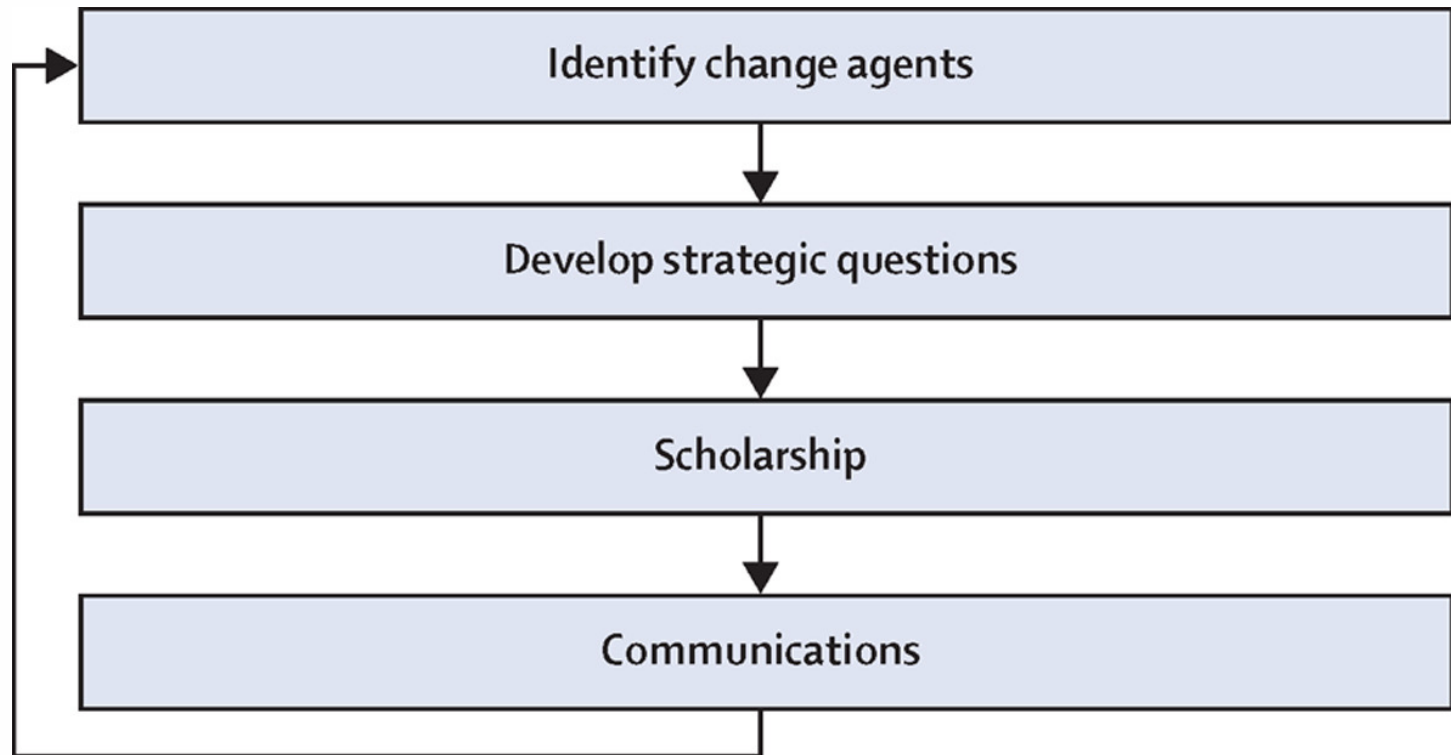 Identify change agents
Develop strategic questions
Scholarship
Communications